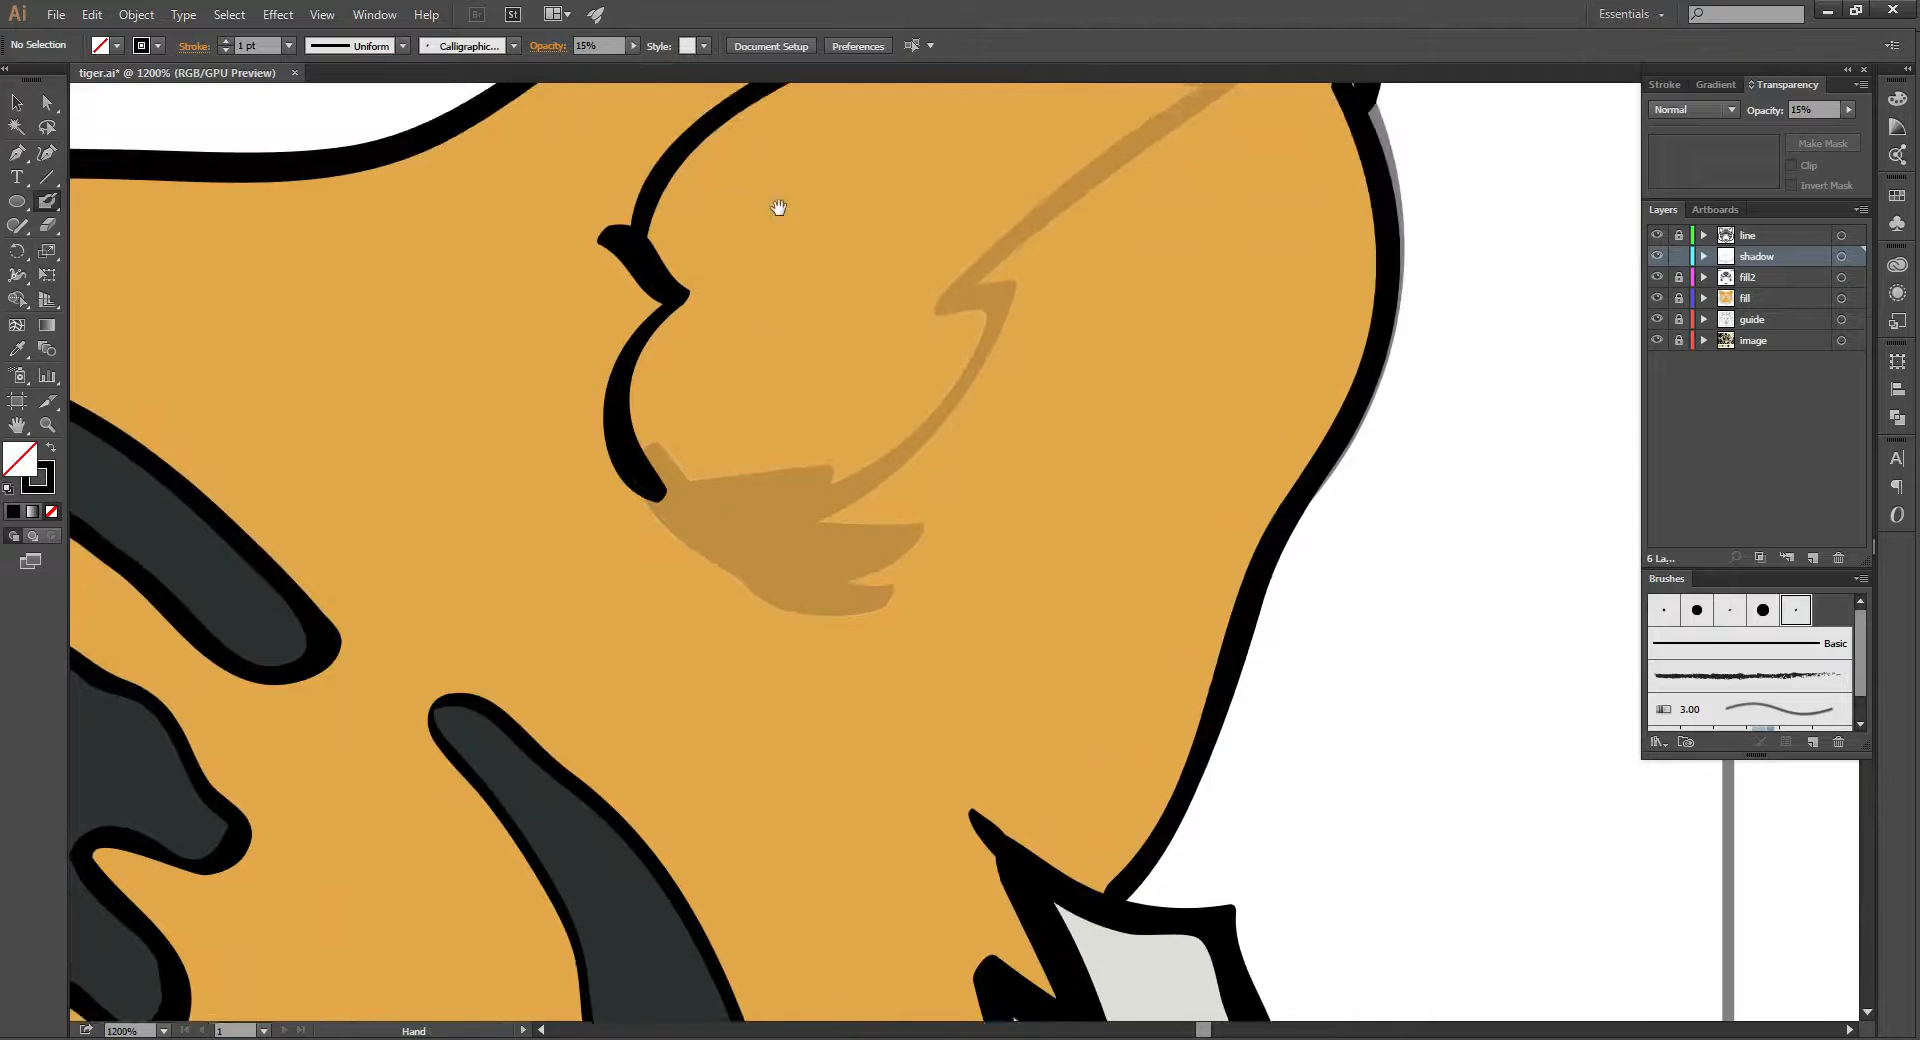 Ai File Edit Object Type Select Effect View Window Help Br St Essentials
No Selection Stroke: 1 pt Uniform Calligraphic... Opacity: 15% Style: Document Setup Preferences
tiger.ai* @ 1200% (RGB/GPU Preview)
Stroke Gradient Transparency
Normal Opacity: 15%
Make Mask
Clip
Invert Mask
Layers Artboards
line
shadow
fill2
fill
guide
image
6 La...
Brushes
Basic
3.00
1200% 1 Hand